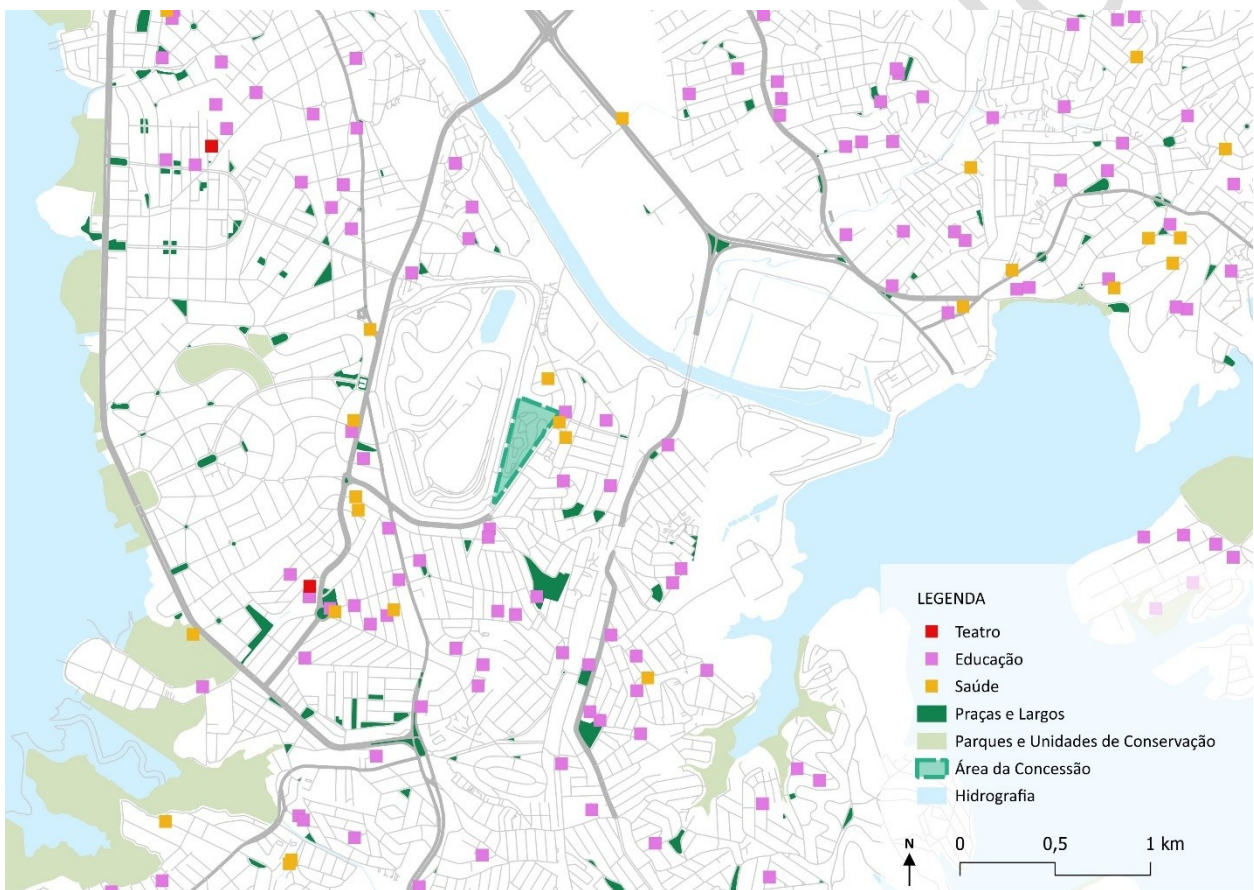 LEGENDA
Teatro
Educação
Saúde
Praças e Largos
Parques e Unidades de Conservação
Área da Concessão
Hidrografia
N 0 0,5 1 km